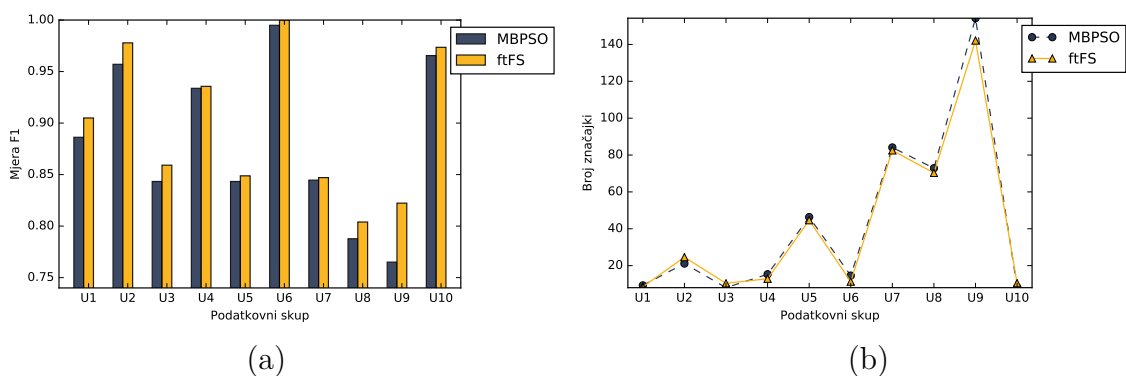 1.00
0.95
0.90
0.85
0.80
0.75
Mjera F1
U1 U2 U3 U4 U5 U6 U7 U8 U9 U10
Podatkovni skup
MBPSO
ftFS
(a)
140
120
100
80
60
40
20
Broj značajki
U1 U2 U3 U4 U5 U6 U7 U8 U9 U10
Podatkovni skup
MBPSO
ftFS
(b)